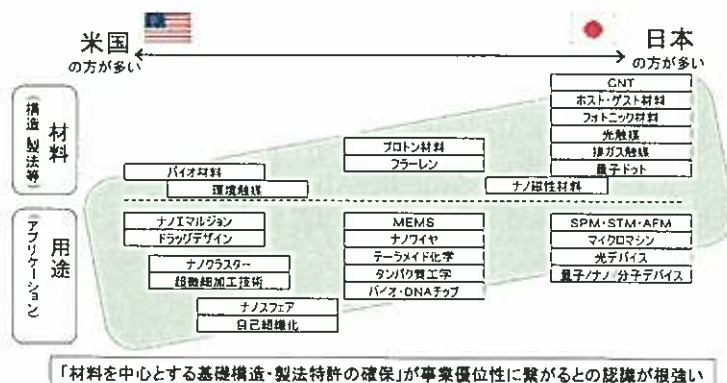 米国
の方が多い
日本
の方が多い
材料
(構造・製法等)
CNT
ホスト・ゲスト材料
フォトニック材料
光触媒
排ガス触媒
量子ドット
プロトン材料
フラーレン
バイオ材料
環境触媒
ナノ磁性材料
用途
(アプリケーション)
ナノエマルジョン
ドラッグデザイン
ナノクラスター
超微細加工技術
ナノスフェア
自己組織化
MEMS
ナノワイヤ
テーラメイド化学
タンパク質工学
バイオ・DNAチップ
SPM・STM・AFM
マイクロマシン
光デバイス
量子/ナノ/分子デバイス
「材料を中心とする基礎構造・製法特許の確保」が事業優位性に繋がるとの認識が根強い